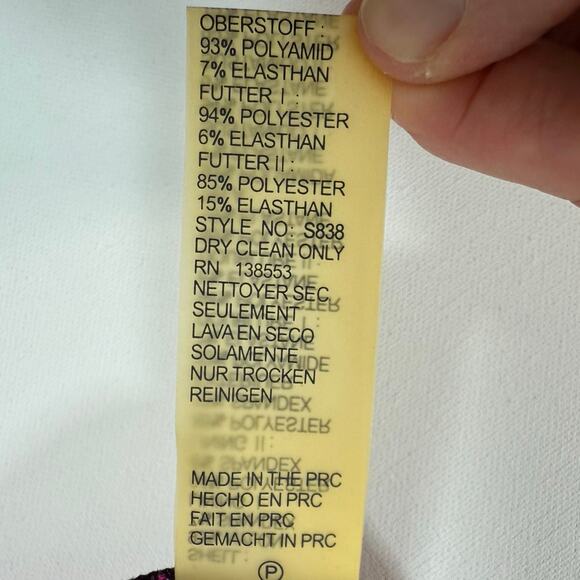 OBERSTOFF :
93% POLYAMID
7% ELASTHAN
FUTTER I :
94% POLYESTER
6% ELASTHAN
FUTTER II :
85% POLYESTER
15% ELASTHAN
STYLE NO: S838
DRY CLEAN ONLY
RN 138553
NETTOYER SEC
SEULEMENT
LAVA EN SECO
SOLAMENTE
NUR TROCKEN
REINIGEN
MADE IN THE PRC
HECHO EN PRC
FAIT EN PRC
GEMACHT IN PRC
P